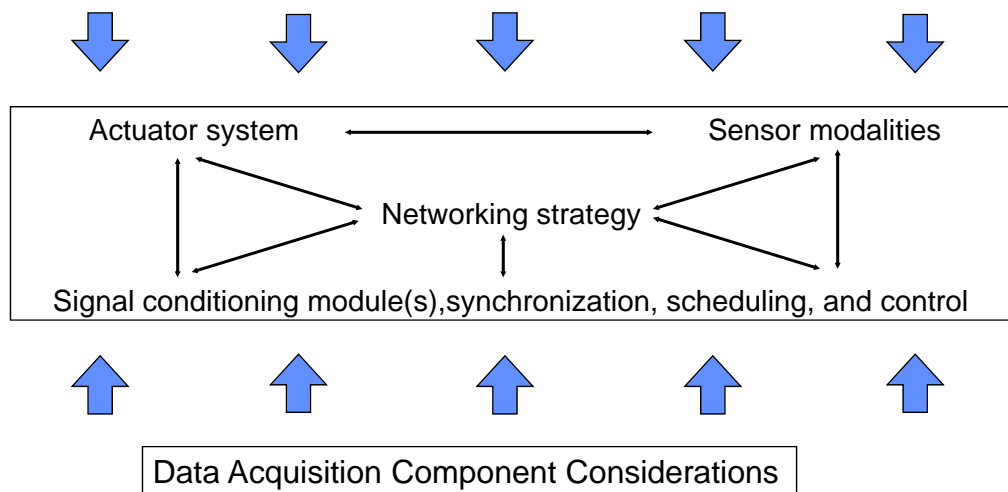 Actuator system
Sensor modalities
Networking strategy
Signal conditioning module(s),synchronization, scheduling, and control
Data Acquisition Component Considerations